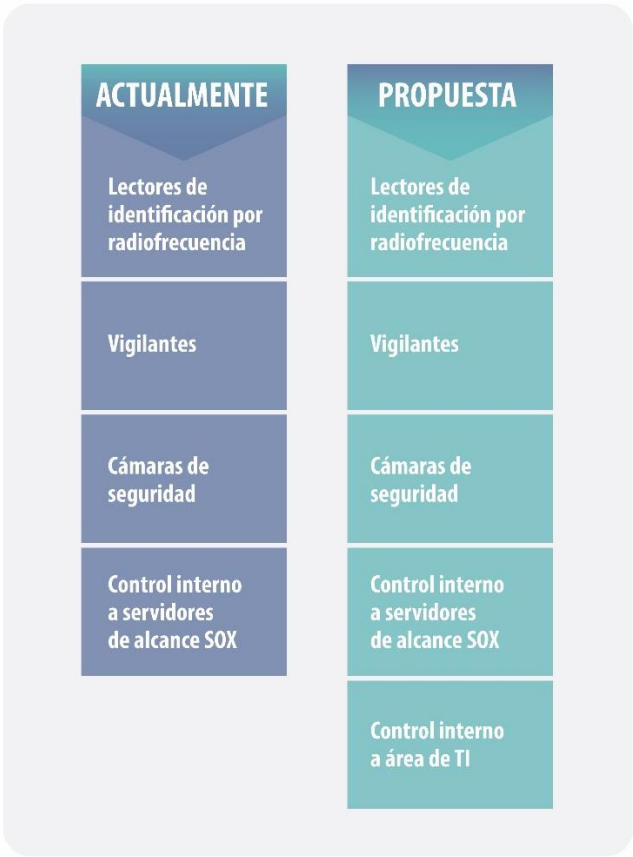 ACTUALMENTE
Lectores de
identificación por
radiofrecuencia
Vigilantes
Cámaras de
seguridad
Control interno
a servidores
de alcance SOX
PROPUESTA
Lectores de
identificación por
radiofrecuencia
Vigilantes
Cámaras de
seguridad
Control interno
a servidores
de alcance SOX
Control interno
a área de TI